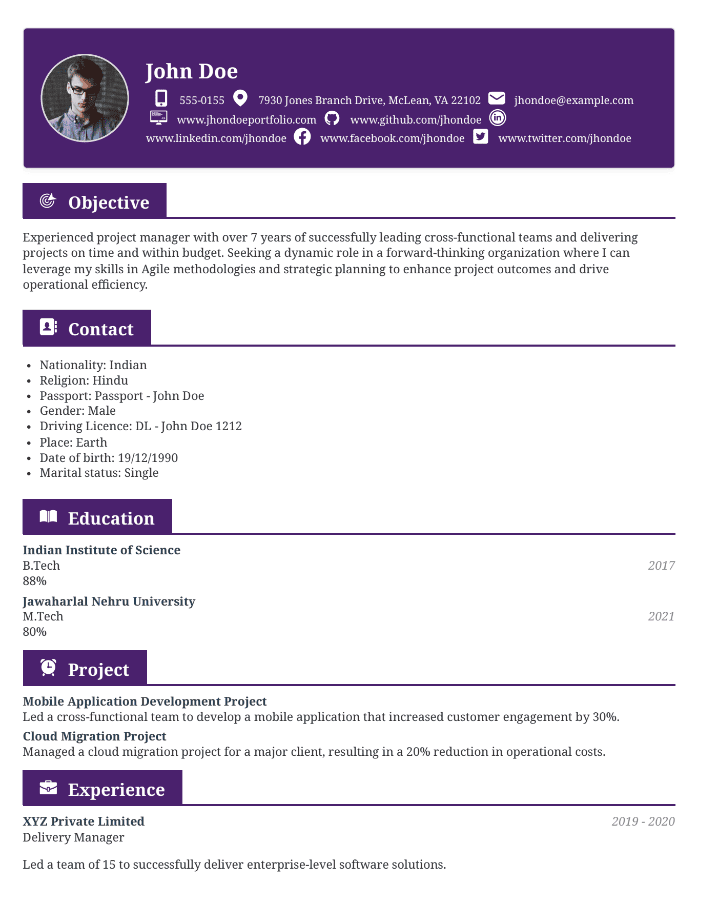 John Doe
555-0155 7930 Jones Branch Drive, McLean, VA 22102 jhondoe@example.com
www.jhondoeportfolio.com www.github.com/jhondoe
www.linkedin.com/jhondoe www.facebook.com/jhondoe www.twitter.com/jhondoe
Objective
Experienced project manager with over 7 years of successfully leading cross-functional teams and delivering
projects on time and within budget. Seeking a dynamic role in a forward-thinking organization where I can
leverage my skills in Agile methodologies and strategic planning to enhance project outcomes and drive
operational efficiency.
Contact
• Nationality: Indian
• Religion: Hindu
• Passport: Passport - John Doe
• Gender: Male
• Driving Licence: DL - John Doe 1212
• Place: Earth
• Date of birth: 19/12/1990
• Marital status: Single
Education
Indian Institute of Science
B.Tech 2017
88%
Jawaharlal Nehru University
M.Tech 2021
80%
Project
Mobile Application Development Project
Led a cross-functional team to develop a mobile application that increased customer engagement by 30%.
Cloud Migration Project
Managed a cloud migration project for a major client, resulting in a 20% reduction in operational costs.
Experience
XYZ Private Limited 2019 - 2020
Delivery Manager
Led a team of 15 to successfully deliver enterprise-level software solutions.